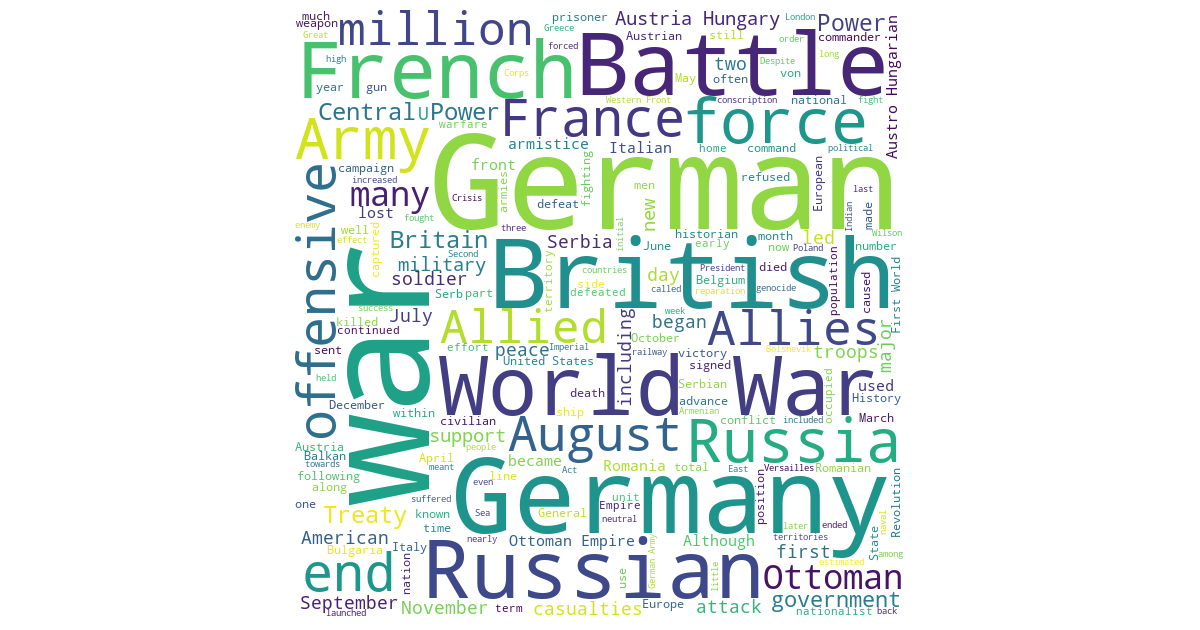 much
weapon
Great
prisoner
Greece
Austria Hungary
London
Power
million
French
Battle
Austrian
still
order
commander
long
forced
high
Corps
two
often
Despite
von
year
gun
May
Western Front
conscription
national
fight
Austro Hungarian
Central
u
Power
France
force
Army
warfare
armistice
Italian
home
command
political
campaign
increased
front
armies
fighting
German
refused
European
last
many
Crisis
defeat
men
new
Indian
made
offensive
lost
fought
three
initial
enemy
well
effect
captured
Britain
Second
Serbia
historian
June
early
month
now
Poland
led
number
Wilson
military
soldier
British
territory
countries
side
defeated
day
called
President
Belgium
reparation
died
genocide
population
caused
First World
war
Serb
part
success
July
killed
continued
Allied
including
week
October
began
Allies
major
sent
effort
peace
Imperial
United States
railway
victory
signed
Bolshevik
troops
held
World War
death
Serbian
advance
Armenian
occupied
used
History
December
within
civilian
ship
conflict
included
March
August
Russia
support
people
Austria
Balkan
towards
following
along
April
meant
became
line
Act
Romania
total
East
Versailles
Romanian
one
suffered
even
Germany
unit
position
Revolution
Treaty
known
time
Sea
General
Empire
neutral
later
ended
territories
naval
American
Bulgaria
Italy
nearly
Ottoman Empire
German Army
Although
first
State
among
estimated
end
nation
Russian
use
little
Ottoman
September
launched
November
term
casualties
Europe
attack
government
nationalist
back